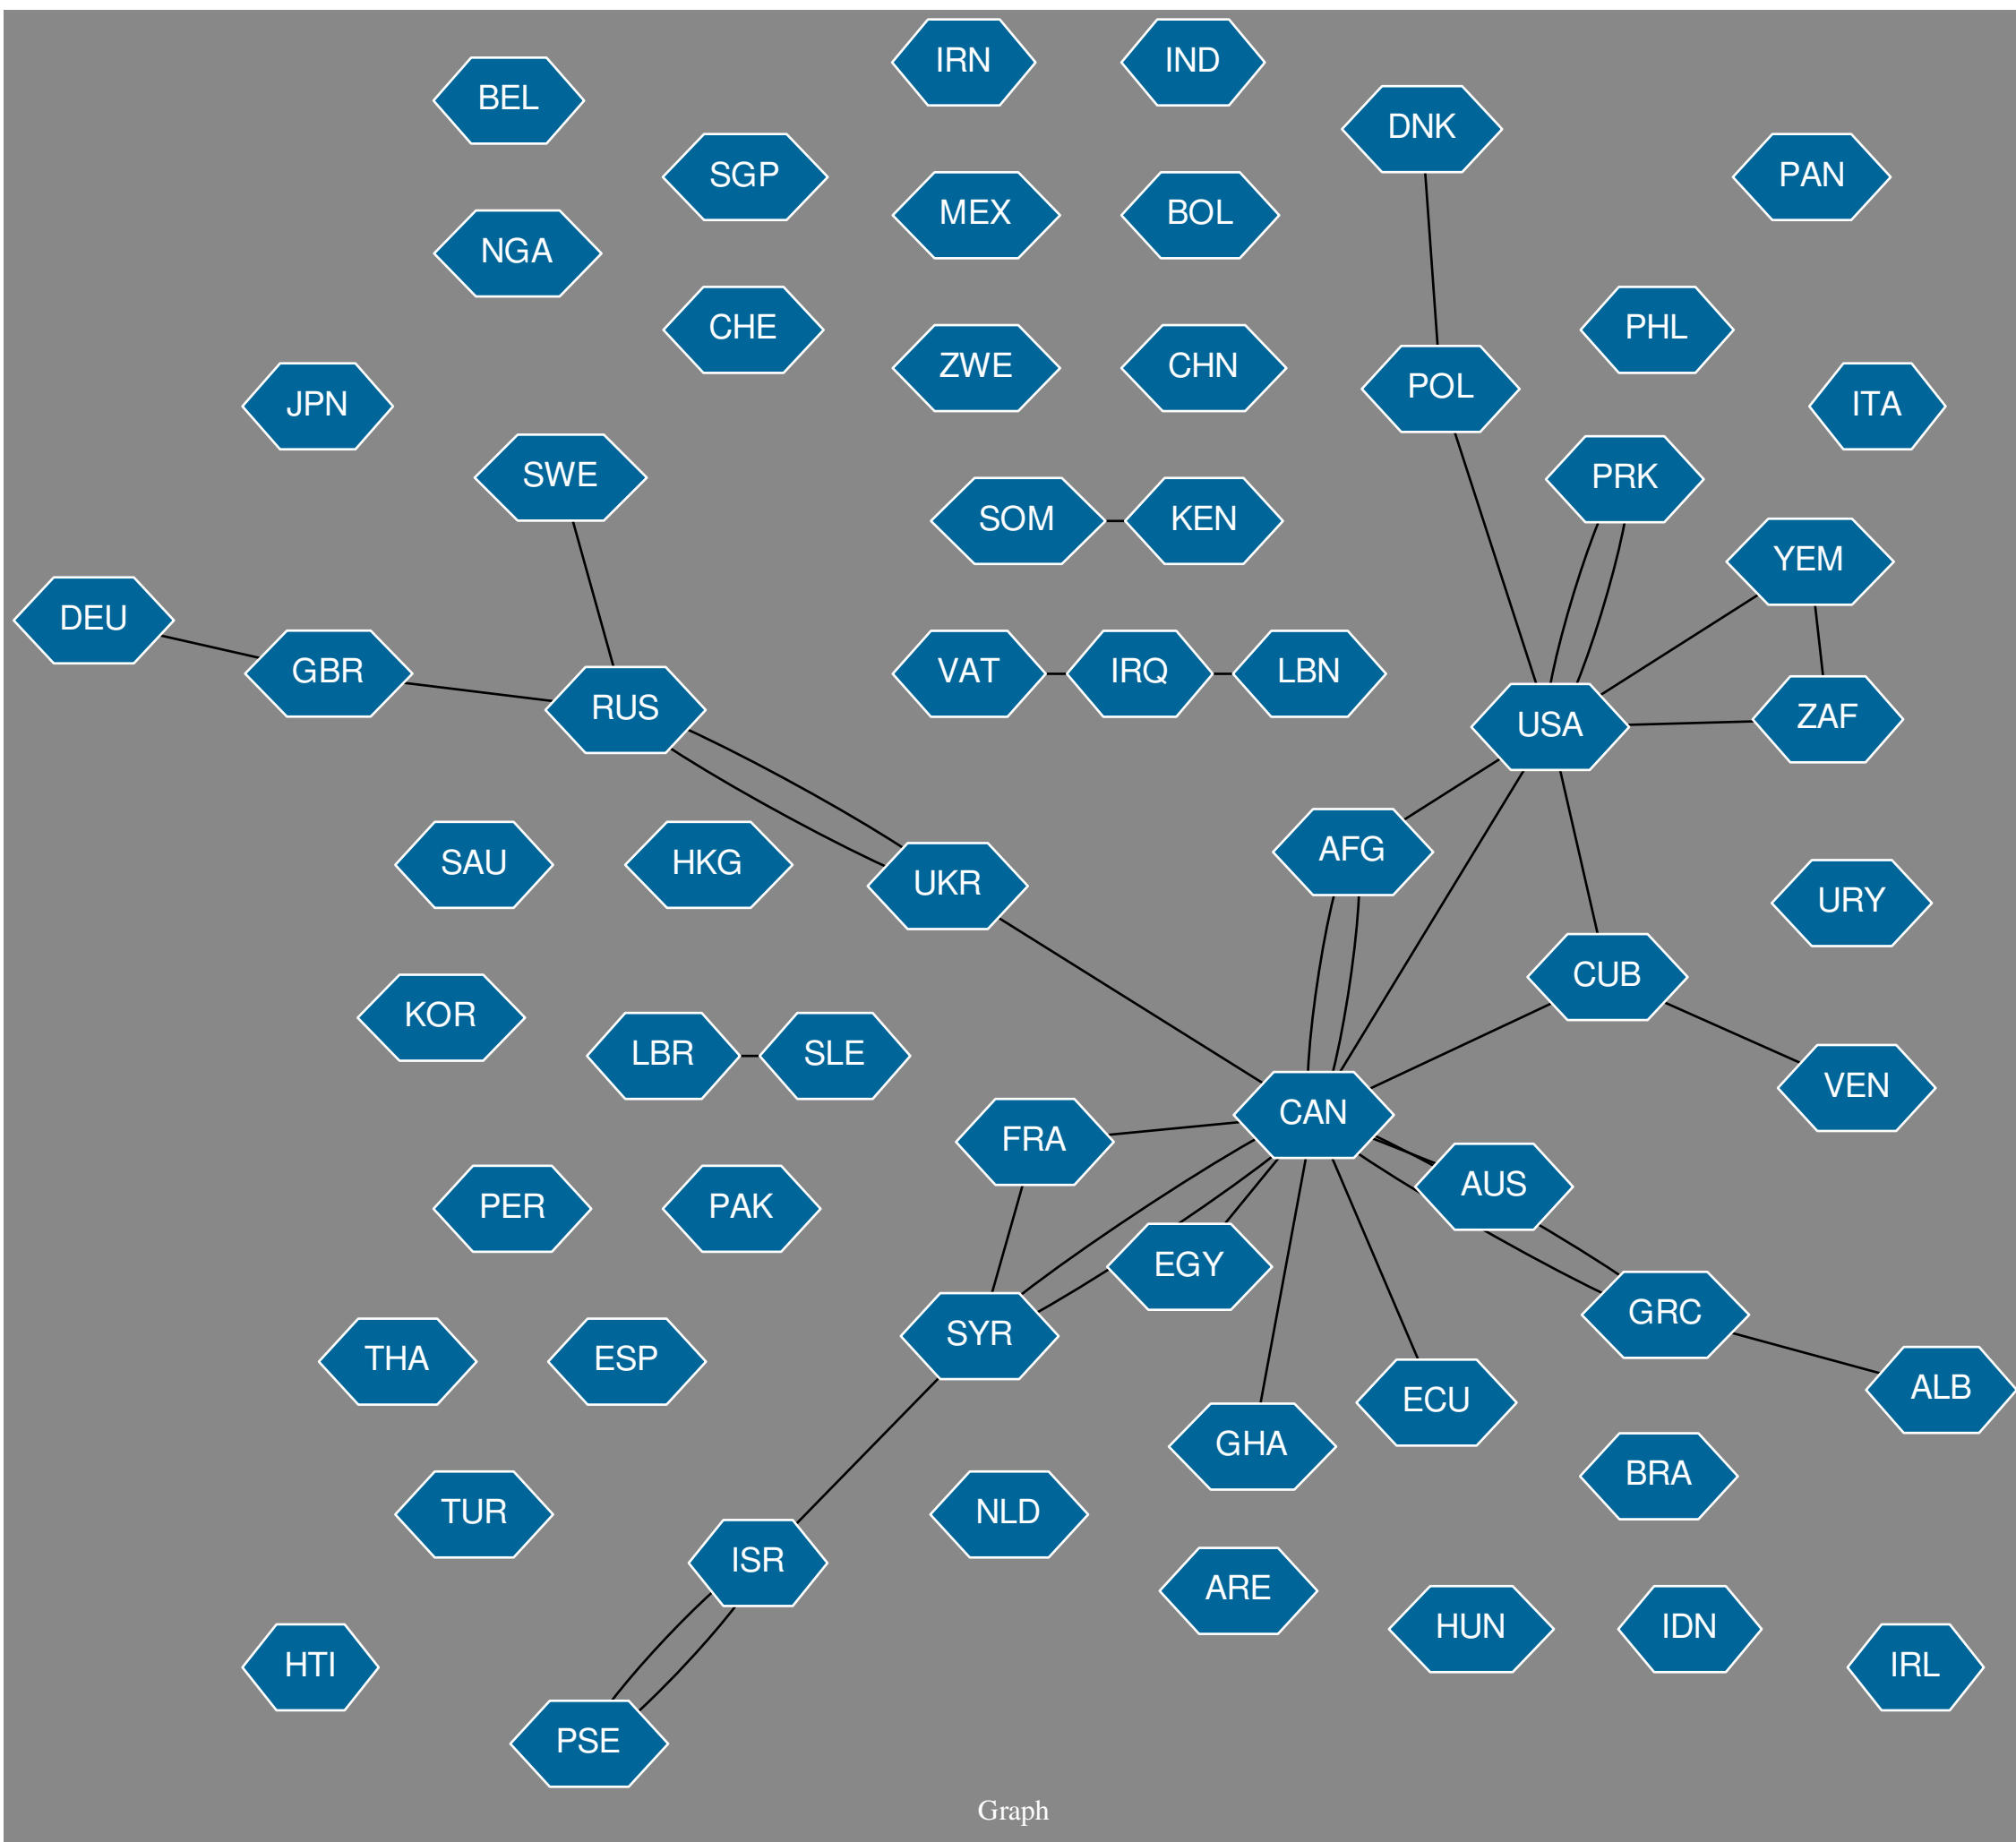 IRN
IND
BEL
DNK
SGP
PAN
MEX
BOL
NGA
CHE
PHL
ZWE
CHN
POL
JPN
ITA
SWE
PRK
SOM
KEN
YEM
DEU
GBR
VAT
IRQ
LBN
RUS
ZAF
USA
AFG
SAU
HKG
UKR
URY
CUB
KOR
LBR
SLE
VEN
CAN
FRA
AUS
PER
PAK
EGY
GRC
SYR
THA
ESP
ALB
ECU
GHA
BRA
TUR
NLD
ISR
ARE
HUN
IDN
HTI
IRL
PSE
Graph